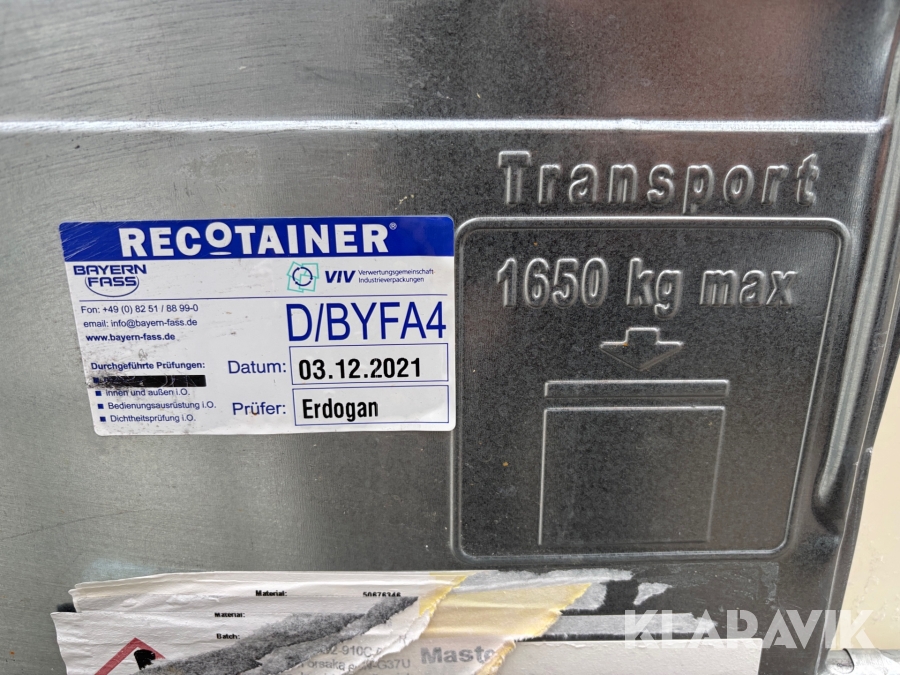 Transport
1650 kg max
RECOTAINER®
BAYERN
FASS
VIV Verwertungsgemeinschaft
Industrieverpackungen
Fon: +49 (0) 82 51 / 88 99-0
email: info@bayern-fass.de
www.bayern-fass.de
D/BYFA4
Durchgeführte Prüfungen:
innen und außen i.O.
Bedienungsausrüstung i.O.
Dichtheitsprüfung i.O.
Datum: 03.12.2021
Prüfer: Erdogan
Material: 50676346
Material:
Batch:
Maste
KLARAVIK